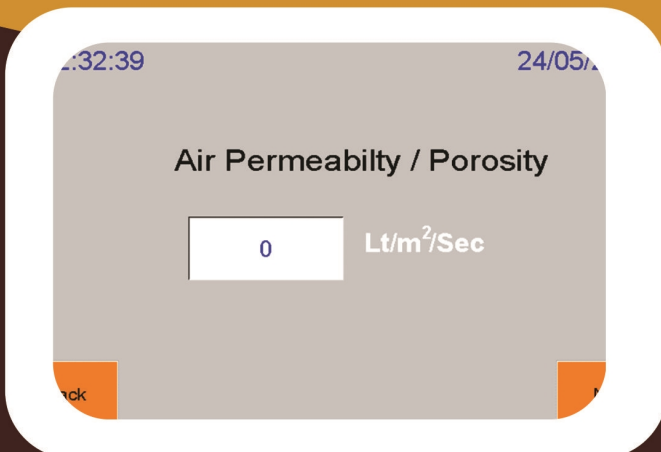 :32:39
24/05/
Air Permeabilty / Porosity
0
Lt/m²/Sec
ack